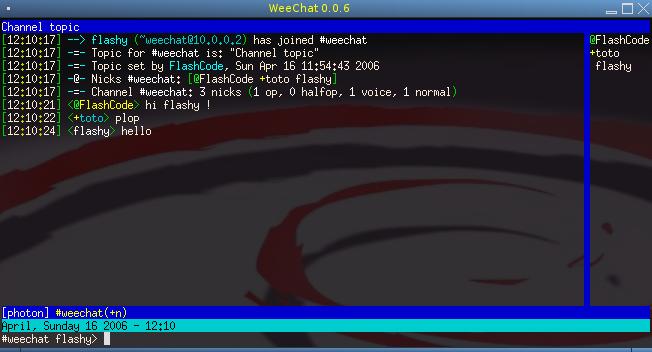 WeeChat 0.0.6
Channel topic
[12:10:17] --> flashy (~weechat@10.0.0.2) has joined #weechat
[12:10:17] -=- Topic for #weechat is: "Channel topic"
[12:10:17] -=- Topic set by FlashCode, Sun Apr 16 11:54:43 2006
[12:10:17] -@- Nicks #weechat: [@FlashCode +toto flashy]
[12:10:17] -=- Channel #weechat: 3 nicks (1 op, 0 halfop, 1 voice, 1 normal)
[12:10:21] <@FlashCode> hi flashy !
[12:10:22] <+toto> plop
[12:10:24] <flashy> hello
@FlashCode
+toto
flashy
[photon] #weechat(+n)
April, Sunday 16 2006 - 12:10
#weechat flashy>